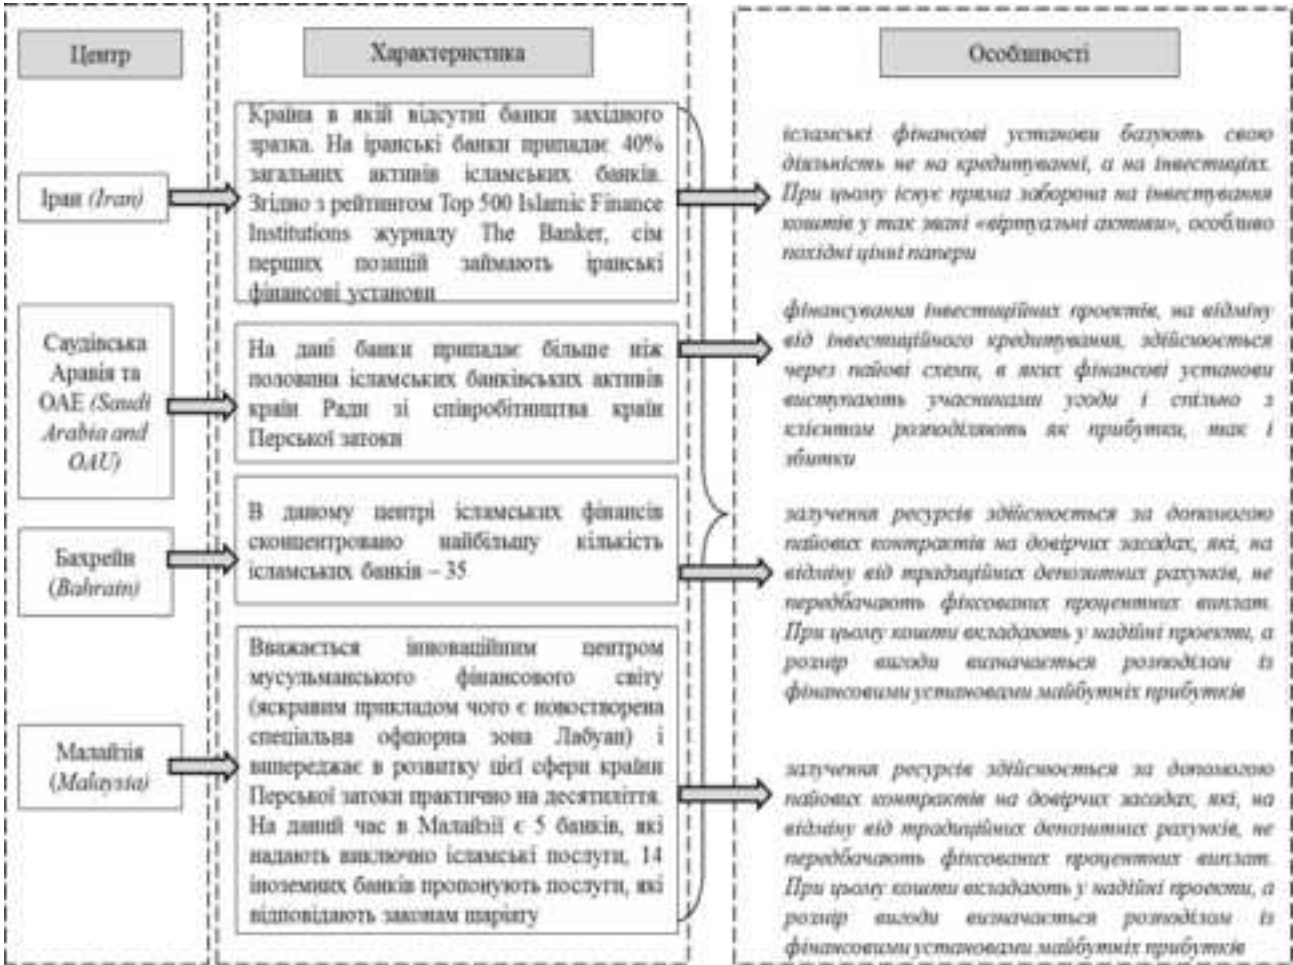 Центр
Іран (Iran)
Саудівська
Аравія та
ОАЕ (Saudi
Arabia and
OAU)
Бахрейн
(Bahrain)
Малайзія
(Malaysia)
Характеристика
Країна в якій відсутні банки західного
зразка. На іранські банки припадає 40%
загальних активів ісламських банків.
Згідно з рейтингом Top 500 Islamic Finance
Institutions журналу The Banker, сім
перших позицій займають іранські
фінансові установи
На дані банки припадає більше ніж
половина ісламських банківських активів
країн Ради зі співробітництва країн
Перської затоки
В даному центрі ісламських фінансів
сконцентровано найбільшу кількість
ісламських банків – 35
Вважається інноваційним центром
мусульманського фінансового світу
(яскравим прикладом чого є новостворена
спеціальна офшорна зона Лабуан) і
випереджає в розвитку цієї сфери країни
Перської затоки практично на десятиліття.
На даний час в Малайзії є 5 банків, які
надають виключно ісламські послуги, 14
іноземних банків пропонують послуги, які
відповідають законам шаріату
Особливості
ісламські фінансові установи базують свою
діяльність не на кредитуванні, а на інвестиціях.
При цьому існує пряма заборона на інвестування
коштів у так звані «віртуальні активи», особливо
похідні цінні папери
фінансування інвестиційних проектів, на відміну
від інвестиційного кредитування, здійснюється
через пайові схеми, в яких фінансові установи
виступають учасниками угоди і спільно з
клієнтом розподіляють як прибутки, так і
збитки
залучення ресурсів здійснюється за допомогою
пайових контрактів на довірчих засадах, які, на
відміну від традиційних депозитних рахунків, не
передбачають фіксованих процентних виплат.
При цьому кошти вкладають у надійні проекти, а
розмір вигоди визначається розподілом із
фінансовими установами майбутніх прибутків
залучення ресурсів здійснюється за допомогою
пайових контрактів на довірчих засадах, які, на
відміну від традиційних депозитних рахунків, не
передбачають фіксованих процентних виплат.
При цьому кошти вкладають у надійні проекти, а
розмір вигоди визначається розподілом із
фінансовими установами майбутніх прибутків